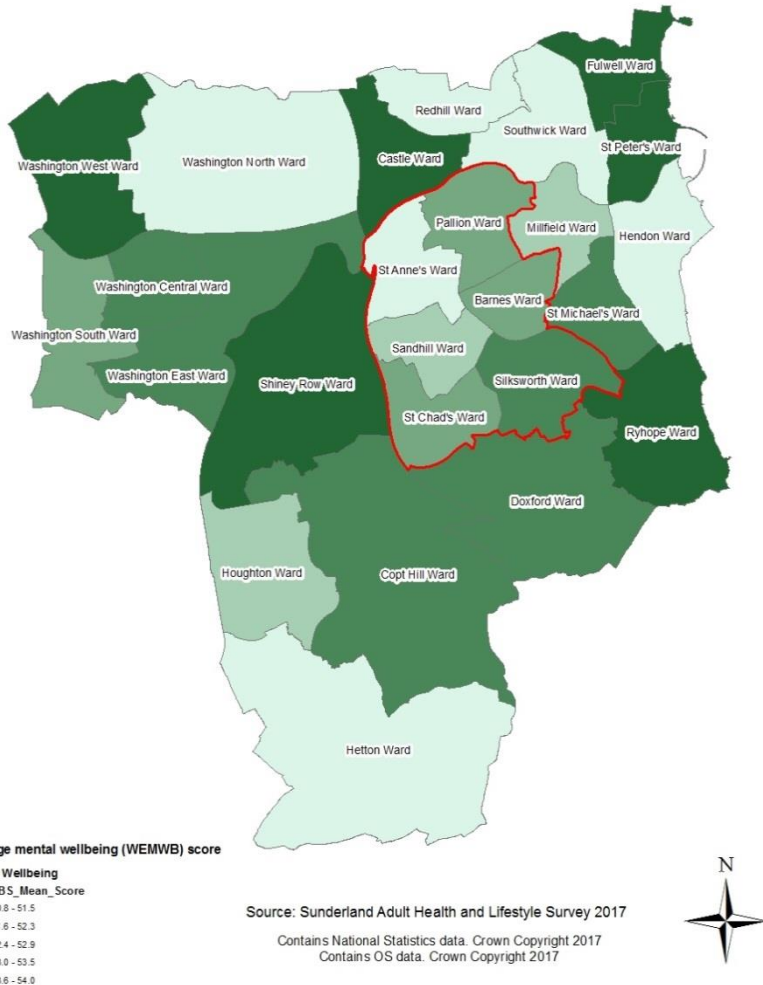 Fulwell Ward
Redhill Ward
Southwick Ward
St Peter's Ward
Washington West Ward
Washington North Ward
Castle Ward
Pallion Ward
Millfield Ward
Hendon Ward
St Anne's Ward
Washington Central Ward
Barnes Ward
St Michael's Ward
Washington South Ward
Sandhill Ward
Washington East Ward
Shiney Row Ward
Silksworth Ward
St Chad's Ward
Ryhope Ward
Doxford Ward
Houghton Ward
Copt Hill Ward
Hetton Ward
mental wellbeing (WEMWB) score
Wellbeing
Mean_Score
- 51.5
- 52.3
- 52.9
- 53.5
- 54.0
N
Source: Sunderland Adult Health and Lifestyle Survey 2017
Contains National Statistics data. Crown Copyright 2017
Contains OS data. Crown Copyright 2017